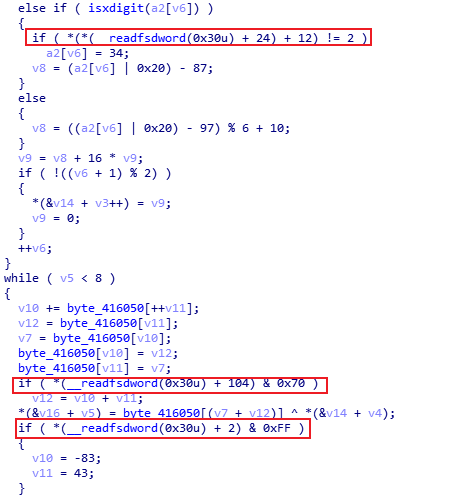 else if ( isxdigit(a2[v6]) )
{
if ( *(*(__readfsdword(0x30u) + 24) + 12) != 2 )
a2[v6] = 34;
v8 = (a2[v6] | 0x20) - 87;
}
else
{
v8 = ((a2[v6] | 0x20) - 97) % 6 + 10;
}
v9 = v8 + 16 * v9;
if ( !((v6 + 1) % 2) )
{
*(&v14 + v3++) = v9;
v9 = 0;
}
++v6;
}
while ( v5 < 8 )
{
v10 += byte_416050[++v11];
v12 = byte_416050[v11];
v7 = byte_416050[v10];
byte_416050[v10] = v12;
byte_416050[v11] = v7;
if ( *(__readfsdword(0x30u) + 104) & 0x70 )
v12 = v10 + v11;
*(&v16 + v5) = byte_416050[(v7 + v12)] ^ *(&v14 + v4);
if ( *(__readfsdword(0x30u) + 2) & 0xFF )
{
v10 = -83;
v11 = 43;
}